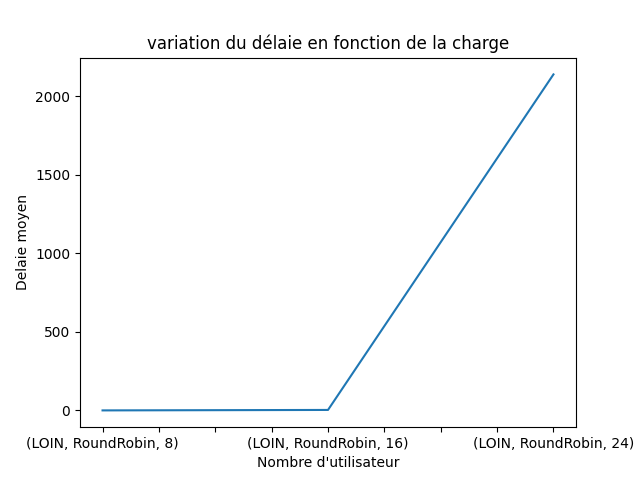 variation du délaie en fonction de la charge
Delaie moyen
2000
1500
1000
500
0
(LOIN, RoundRobin, 8)
(LOIN, RoundRobin, 16)
(LOIN, RoundRobin, 24)
Nombre d'utilisateur